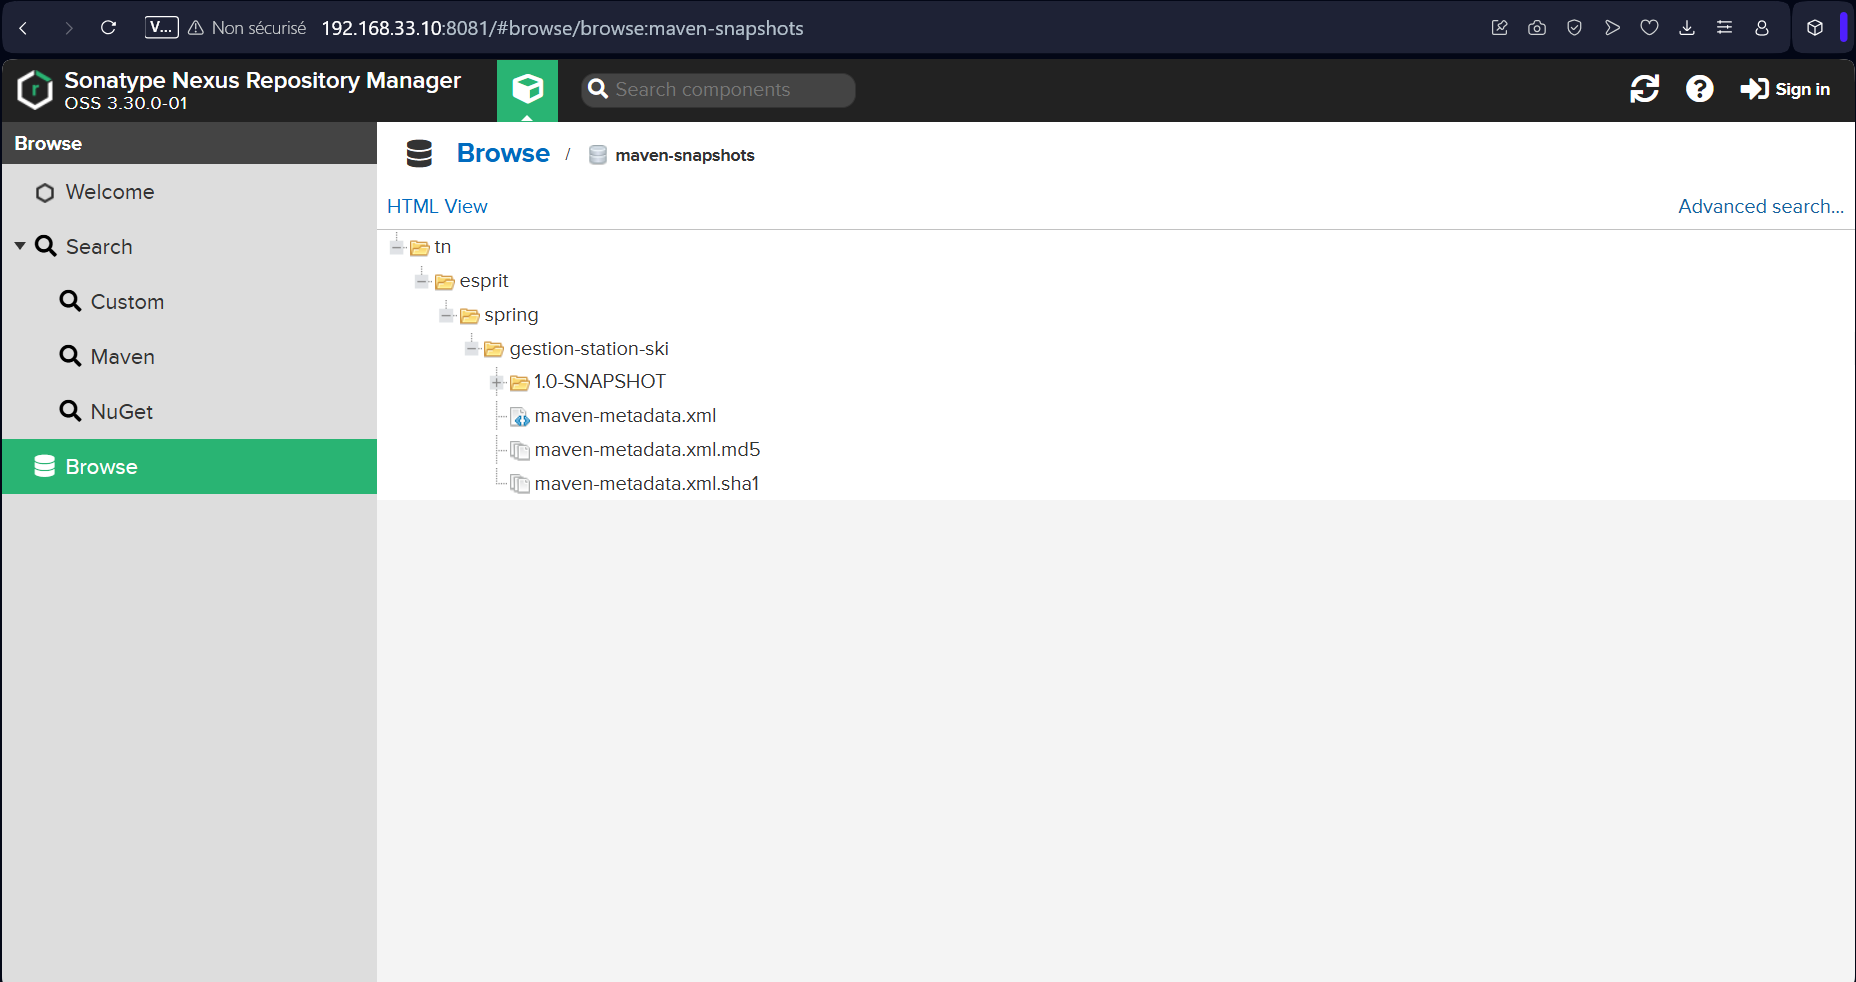 V... Non sécurisé 192.168.33.10:8081/#browse/browse:maven-snapshots
Sonatype Nexus Repository Manager
OSS 3.30.0-01
Search components
Sign in
Browse
Welcome
Search
Custom
Maven
NuGet
Browse
Browse / maven-snapshots
HTML View
Advanced search...
tn
esprit
spring
gestion-station-ski
1.0-SNAPSHOT
maven-metadata.xml
maven-metadata.xml.md5
maven-metadata.xml.sha1